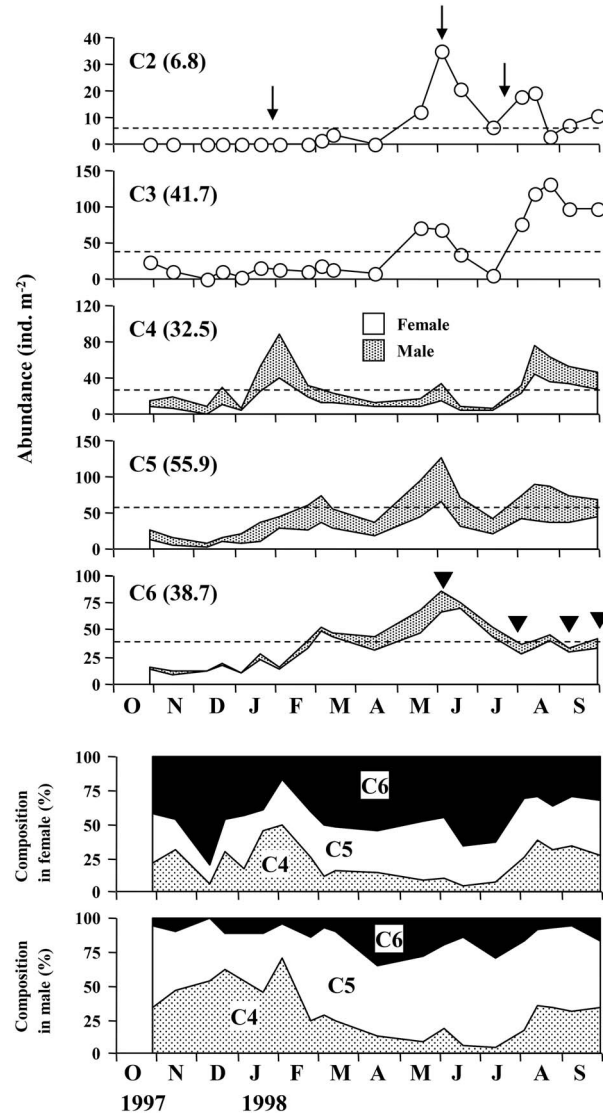 C2 (6.8)
40
30
20
10
0
C3 (41.7)
150
100
50
0
Abundance (ind. m-2)
C4 (32.5)
120
80
40
0
Female
Male
C5 (55.9)
150
100
50
0
C6 (38.7)
100
75
50
25
0
O N D J F M A M J J A S
Composition
in female (%)
100
75
50
25
0
C6
C5
C4
Composition
in male (%)
100
75
50
25
0
C6
C5
C4
O N D J F M A M J J A S
1997 1998